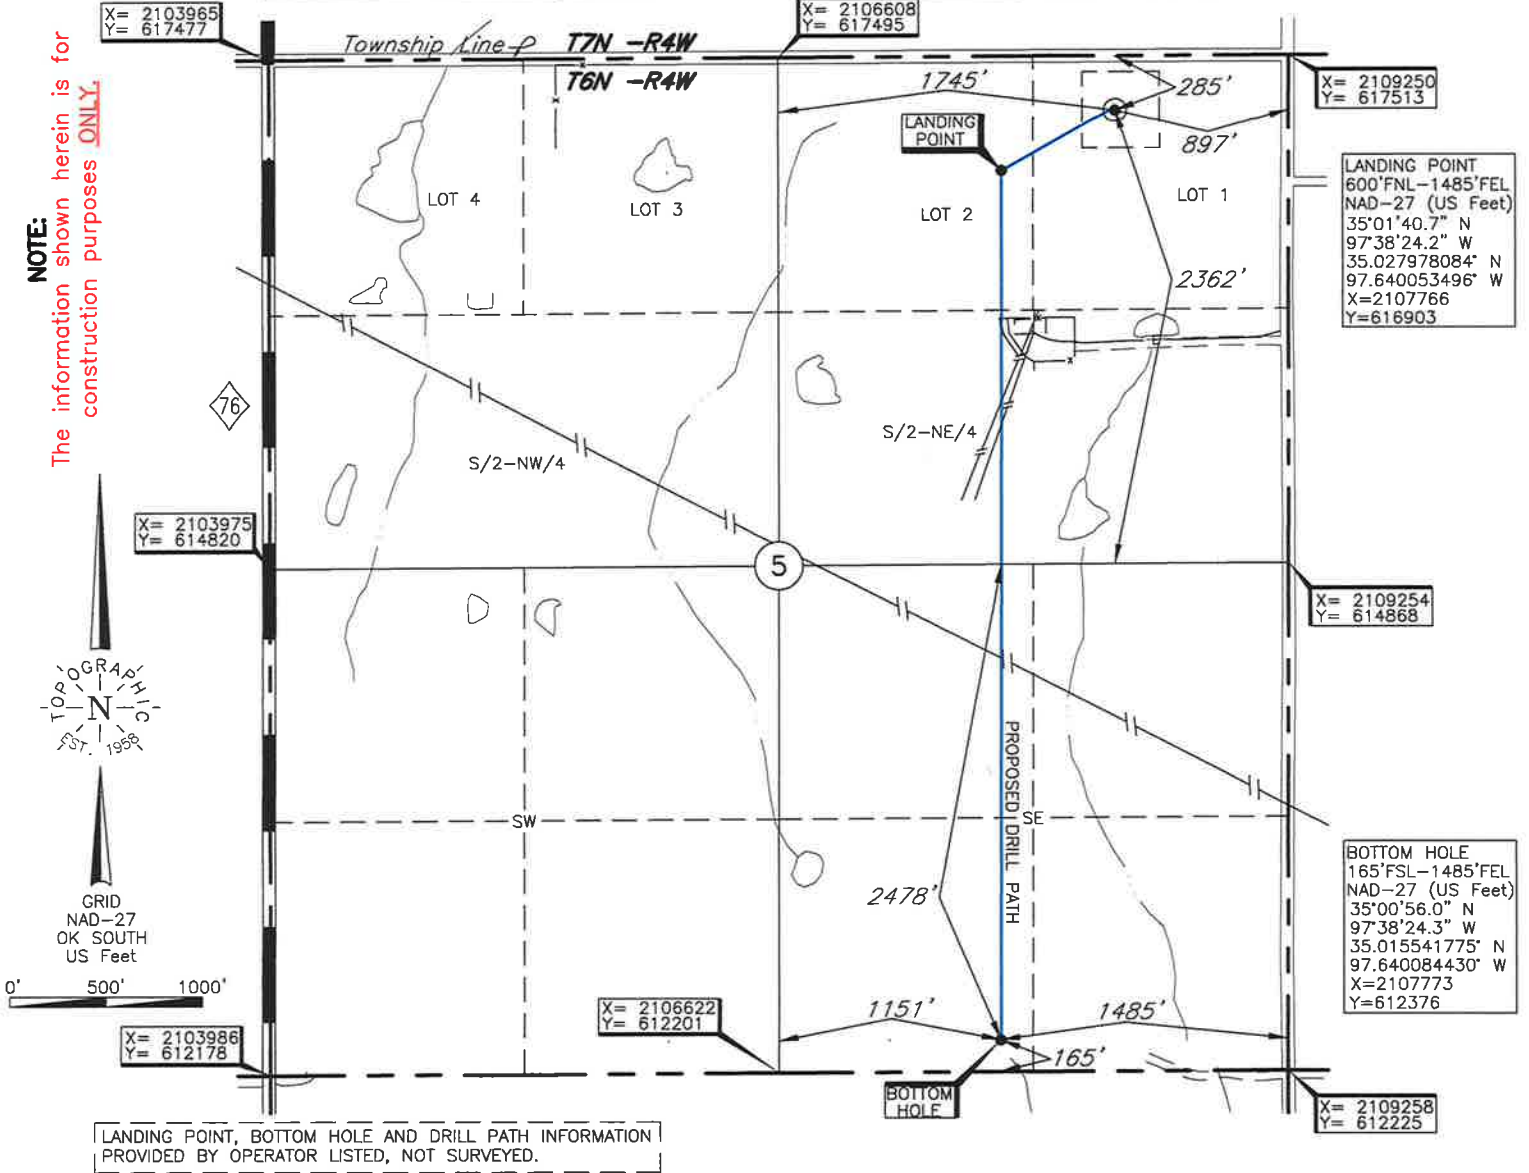 X= 2103965
Y= 617477
X= 2106608
Y= 617495
Township Line
T7N -R4W
T6N -R4W
X= 2109250
Y= 617513
1745'
285'
897'
LANDING
POINT
LOT 4
LOT 3
LOT 2
LOT 1
NOTE:
The information shown herein is for
construction purposes ONLY.
LANDING POINT
600'FNL-1485'FEL
NAD-27 (US Feet)
35°01'40.7" N
97°38'24.2" W
35.027978084° N
97.640053496° W
X=2107766
Y=616903
2362'
76
S/2-NW/4
S/2-NE/4
X= 2103975
Y= 614820
5
X= 2109254
Y= 614868
TOPOGRAPHIC
N
EST. 1958
PROPOSED DRILL PATH
SW
SE
2478'
BOTTOM HOLE
165'FSL-1485'FEL
NAD-27 (US Feet)
35°00'56.0" N
97°38'24.3" W
35.015541775° N
97.640084430° W
X=2107773
Y=612376
GRID
NAD-27
OK SOUTH
US Feet
0' 500' 1000'
X= 2103986
Y= 612178
X= 2106622
Y= 612201
1151'
1485'
165'
BOTTOM
HOLE
X= 2109258
Y= 612225
LANDING POINT, BOTTOM HOLE AND DRILL PATH INFORMATION
PROVIDED BY OPERATOR LISTED, NOT SURVEYED.